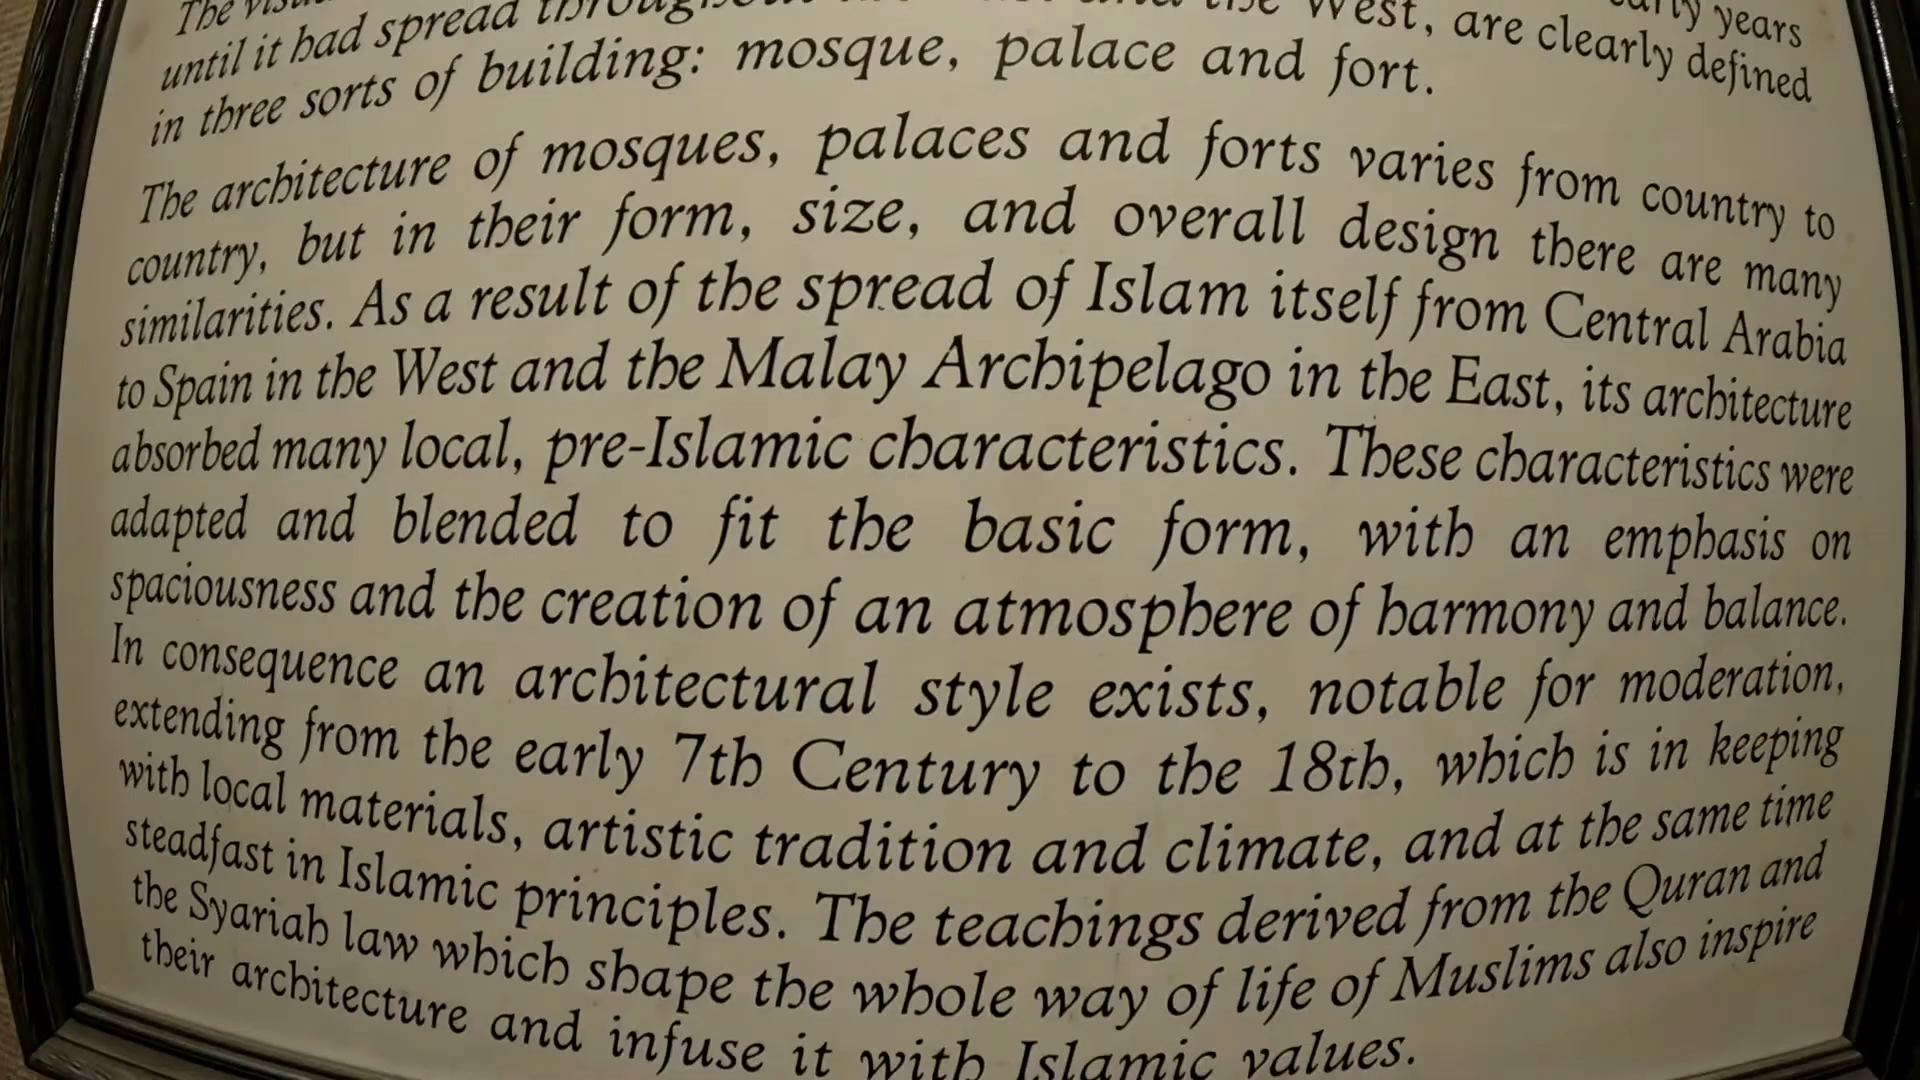 The
until it had spread throughout the West, are clearly defined years
in three sorts of building: mosque, palace and fort.
The architecture of mosques, palaces and forts varies from country to
country, but in their form, size, and overall design there are many
similarities. As a result of the spread of Islam itself from Central Arabia
to Spain in the West and the Malay Archipelago in the East, its architecture
absorbed many local, pre-Islamic characteristics. These characteristics were
adapted and blended to fit the basic form, with an emphasis on
spaciousness and the creation of an atmosphere of harmony and balance.
In consequence an architectural style exists, notable for moderation,
extending from the early 7th Century to the 18th, which is in keeping
with local materials, artistic tradition and climate, and at the same time
steadfast in Islamic principles. The teachings derived from the Quran and
the Syariah law which shape the whole way of life of Muslims also inspire
their architecture and infuse it with Islamic values.